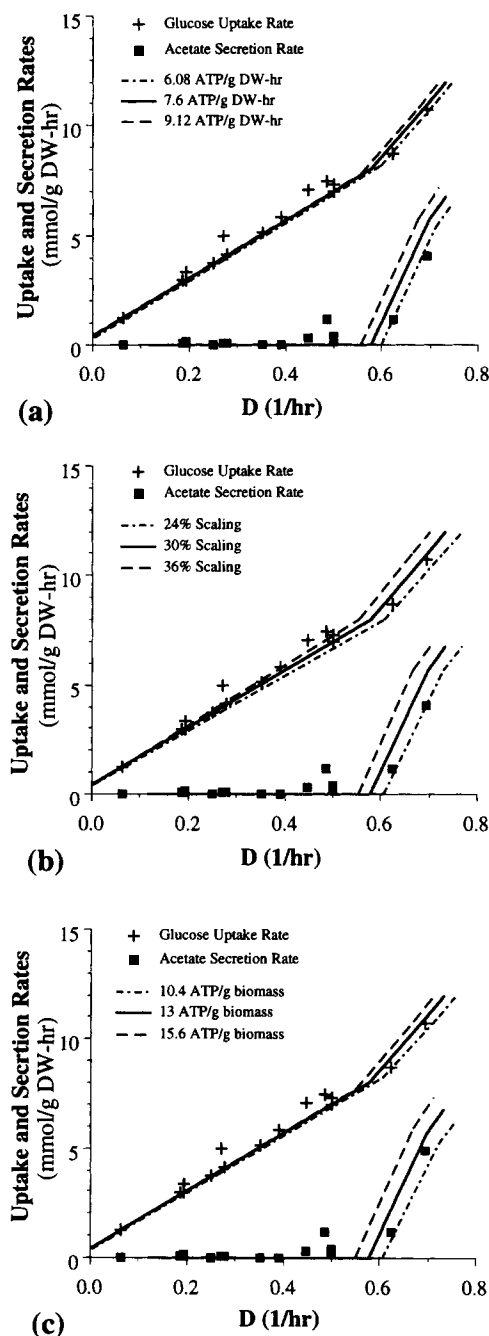 15
10
5
0
Uptake and Secretion Rates
(mmol/g DW-hr)
+ Glucose Uptake Rate
■ Acetate Secretion Rate
6.08 ATP/g DW-hr
7.6 ATP/g DW-hr
9.12 ATP/g DW-hr
0.0 0.2 0.4 0.6 0.8
D (1/hr)
(a)
15
10
5
0
Uptake and Secretion Rates
(mmol/g DW-hr)
+ Glucose Uptake Rate
■ Acetate Secretion Rate
24% Scaling
30% Scaling
36% Scaling
0.0 0.2 0.4 0.6 0.8
D (1/hr)
(b)
15
10
5
0
Uptake and Secrtion Rates
(mmol/g DW-hr)
+ Glucose Uptake Rate
■ Acetate Secretion Rate
10.4 ATP/g biomass
13 ATP/g biomass
15.6 ATP/g biomass
0.0 0.2 0.4 0.6 0.8
D (1/hr)
(c)